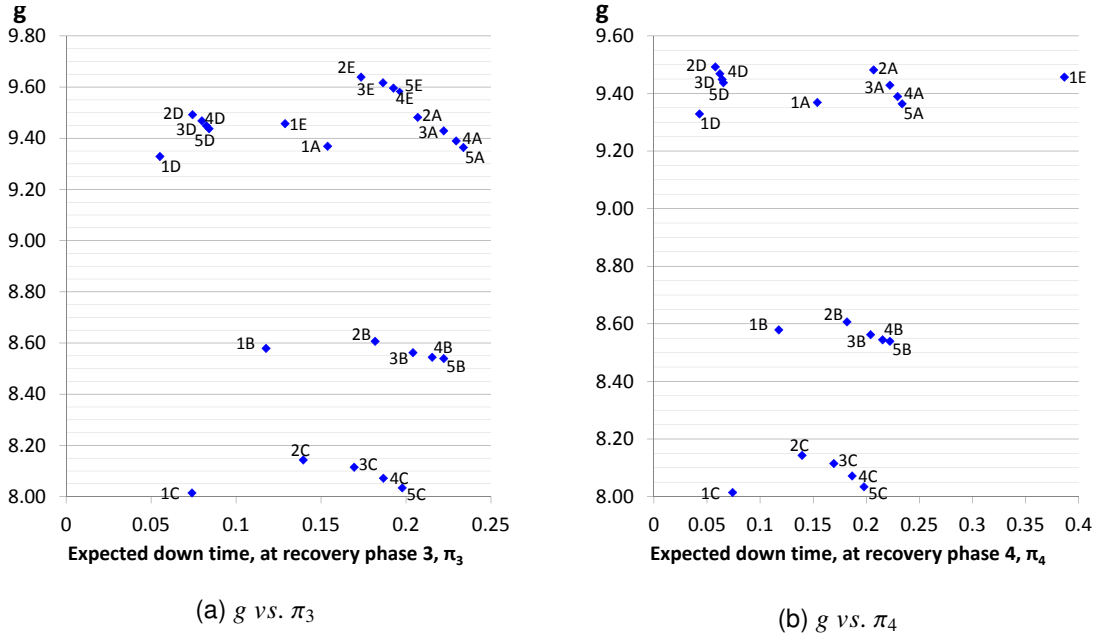 g
9.80
9.60
9.40
9.20
9.00
8.80
8.60
8.40
8.20
8.00
0
0.05
0.1
0.15
0.2
0.25
2E
3E
5E
4E
2D
4D
3D
5D
1D
1E
1A
2A
3A
4A
5A
1B
2B
3B
4B
5B
1C
2C
3C
4C
5C
Expected down time, at recovery phase 3, π₃
(a) g vs. π₃
g
9.60
9.40
9.20
9.00
8.80
8.60
8.40
8.20
8.00
0
0.05
0.1
0.15
0.2
0.25
0.3
0.35
0.4
2D
4D
3D
5D
1D
1A
2A
3A
4A
5A
1E
1B
2B
3B
4B
5B
1C
2C
3C
4C
5C
Expected down time, at recovery phase 4, π₄
(b) g vs. π₄